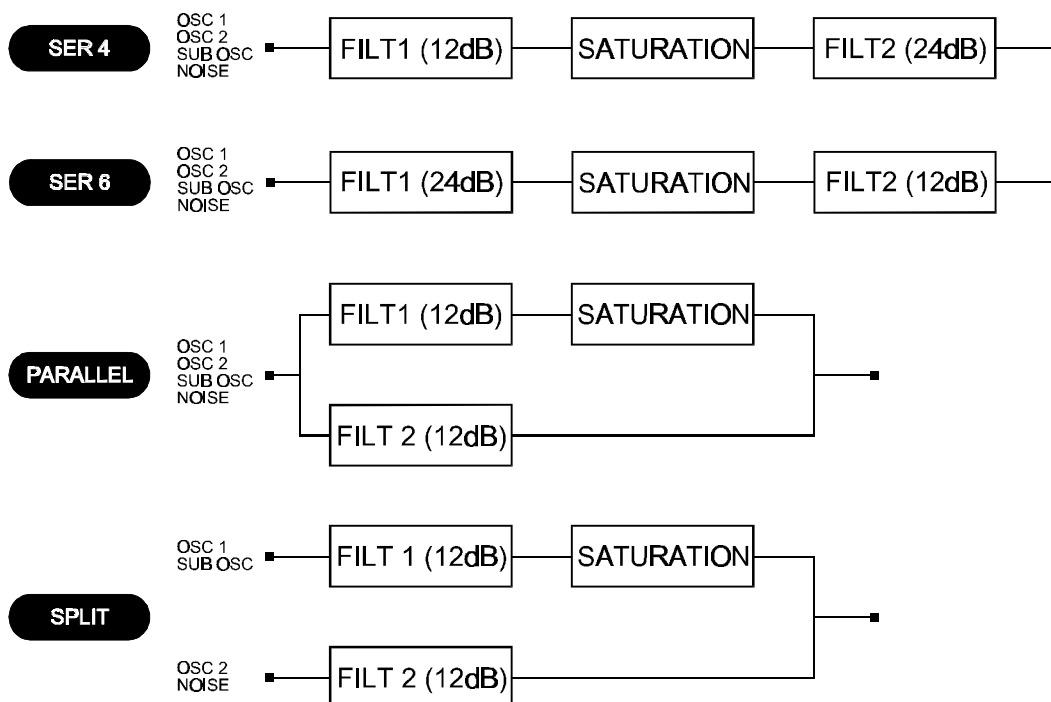 SER 4
OSC 1
OSC 2
SUB OSC
NOISE
FILT1 (12dB)
SATURATION
FILT2 (24dB)
SER 6
OSC 1
OSC 2
SUB OSC
NOISE
FILT1 (24dB)
SATURATION
FILT2 (12dB)
PARALLEL
OSC 1
OSC 2
SUB OSC
NOISE
FILT1 (12dB)
SATURATION
FILT 2 (12dB)
SPLIT
OSC 1
SUB OSC
FILT 1 (12dB)
SATURATION
OSC 2
NOISE
FILT 2 (12dB)